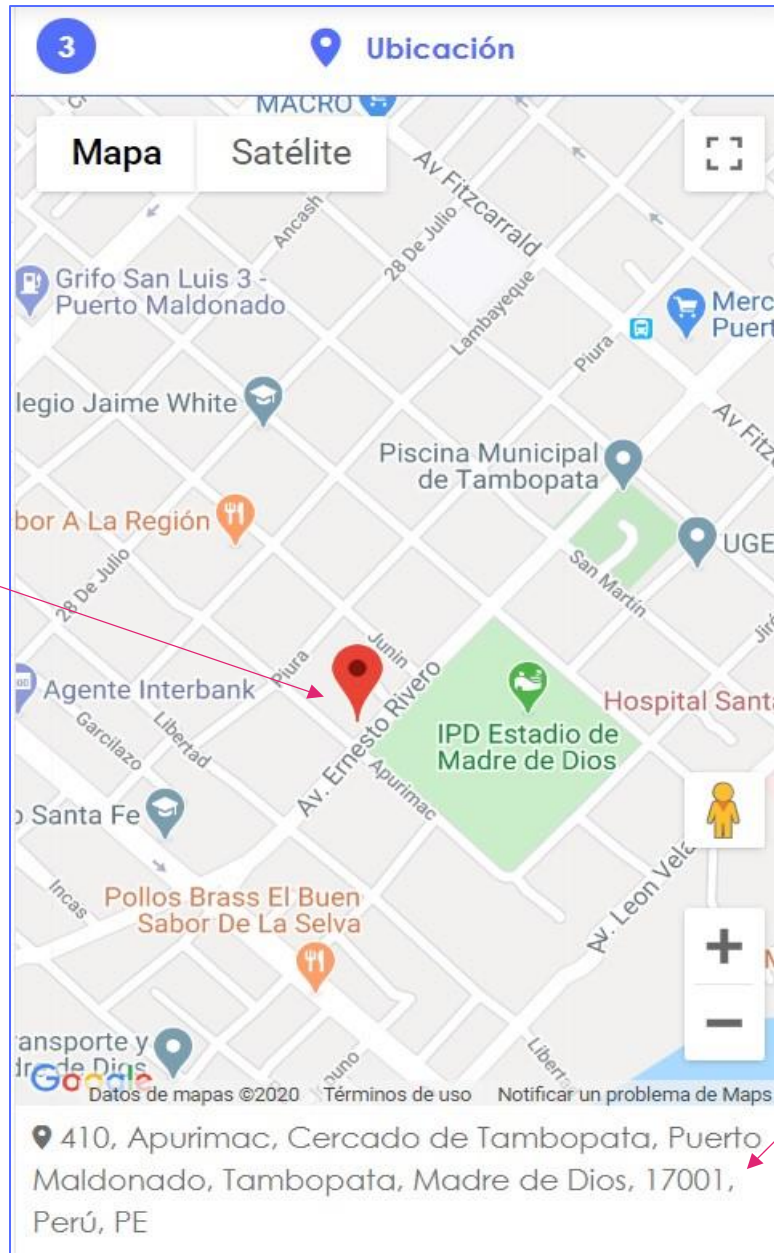 3
Ubicación
MACRO
Mapa
Satélite
Av Fitzcarrald
Ancash
28 De Julio
Grifo San Luis 3 -
Puerto Maldonado
Lambayeque
Merc
Puert
Piura
legio Jaime White
Av Fitz
Piscina Municipal
de Tambopata
bor A La Región
UGE
San Martín
28 De Julio
Junin
Piura
Agente Interbank
Av. Ernesto Rivero
Hospital Santa
IPD Estadio de
Madre de Dios
Garcilazo
Libertad
Apurimac
o Santa Fe
Incas
Av. Leon Vela
Pollos Brass El Buen
Sabor De La Selva
ansporte y
de Dios
Libert
Google
Datos de mapas ©2020
Términos de uso
Notificar un problema de Maps
410, Apurimac, Cercado de Tambopata, Puerto
Maldonado, Tambopata, Madre de Dios, 17001,
Perú, PE